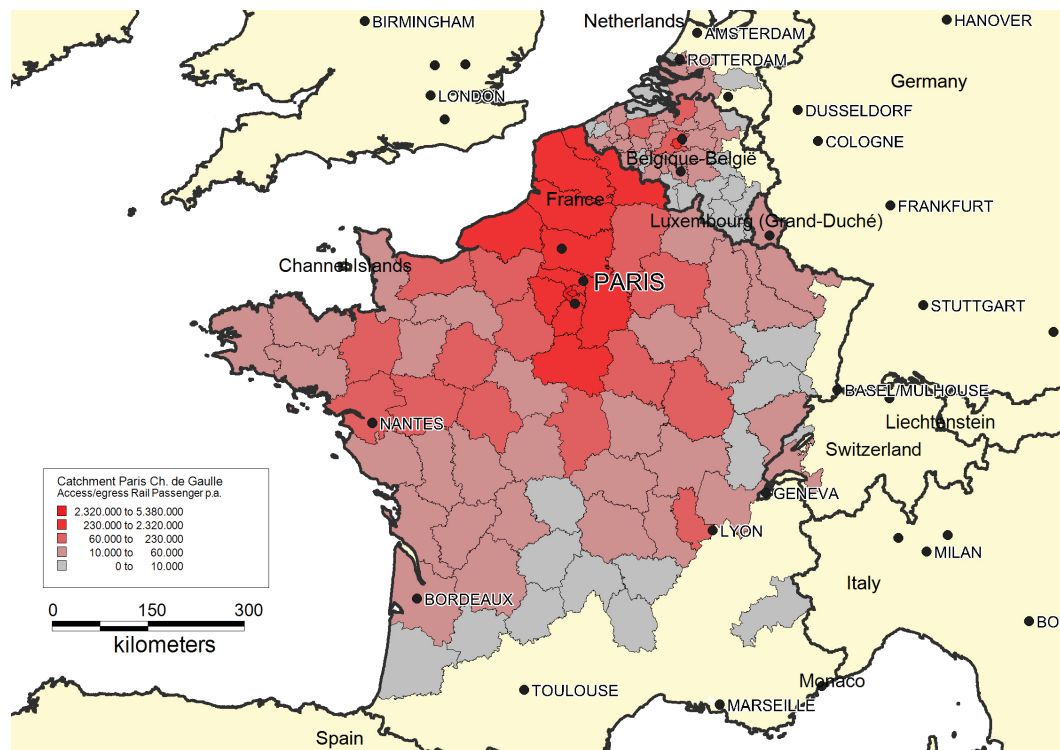 BIRMINGHAM
Netherlands
HANOVER
AMSTERDAM
ROTTERDAM
Germany
LONDON
DUSSELDORF
COLOGNE
Belgique-België
France
FRANKFURT
Luxembourg (Grand-Duché)
Channel Islands
PARIS
STUTTGART
BASEL/MULHOUSE
Liechtenstein
NANTES
Switzerland
Catchment Paris Ch. de Gaulle
Access/egress Rail Passenger p.a.
2.320.000 to 5.380.000
230.000 to 2.320.000
60.000 to 230.000
10.000 to 60.000
0 to 10.000
GENEVA
LYON
MILAN
Italy
BORDEAUX
0 150 300
kilometers
BO
Monaco
TOULOUSE
MARSEILLE
Spain